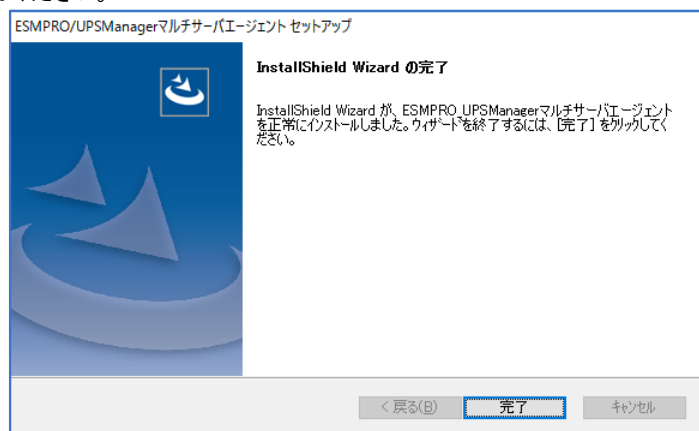 ください。
ESMPRO/UPSManagerマルチサーバエージェント セットアップ
InstallShield Wizard の完了
InstallShield Wizard が、ESMPRO_UPSManagerマルチサーバエージェント
を正常にインストールしました。ウィザードを終了するには、[完了] をクリックしてく
ださい。
< 戻る(B)
完了
キャンセル